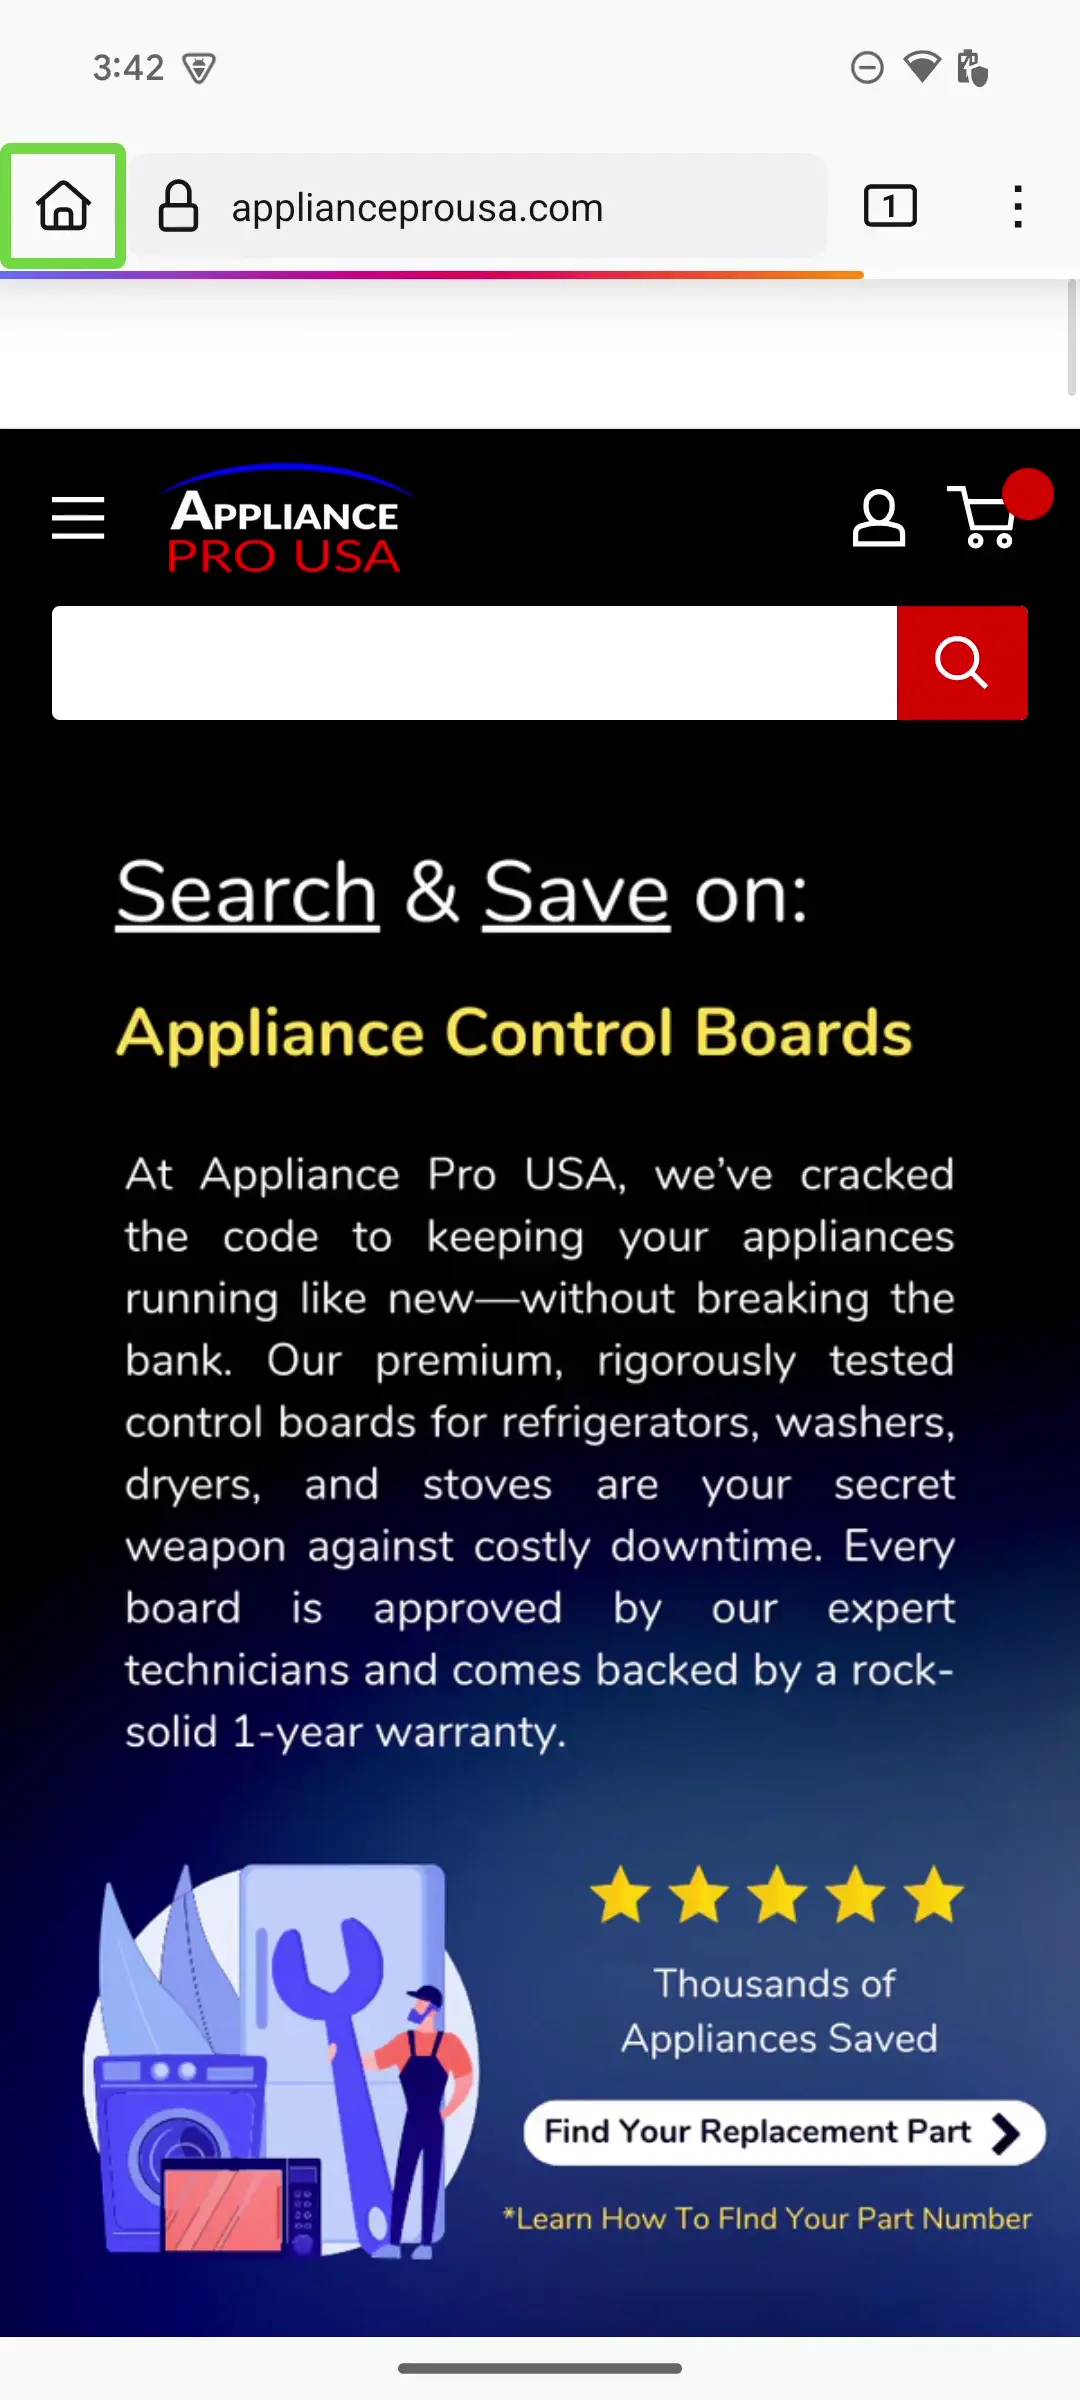 3:42
applianceprousa.com
1
APPLIANCE
PRO USA
Search & Save on:
Appliance Control Boards
At Appliance Pro USA, we’ve cracked
the code to keeping your appliances
running like new—without breaking the
bank. Our premium, rigorously tested
control boards for refrigerators, washers,
dryers, and stoves are your secret
weapon against costly downtime. Every
board is approved by our expert
technicians and comes backed by a rock-
solid 1-year warranty.
Thousands of
Appliances Saved
Find Your Replacement Part
*Learn How To FInd Your Part Number